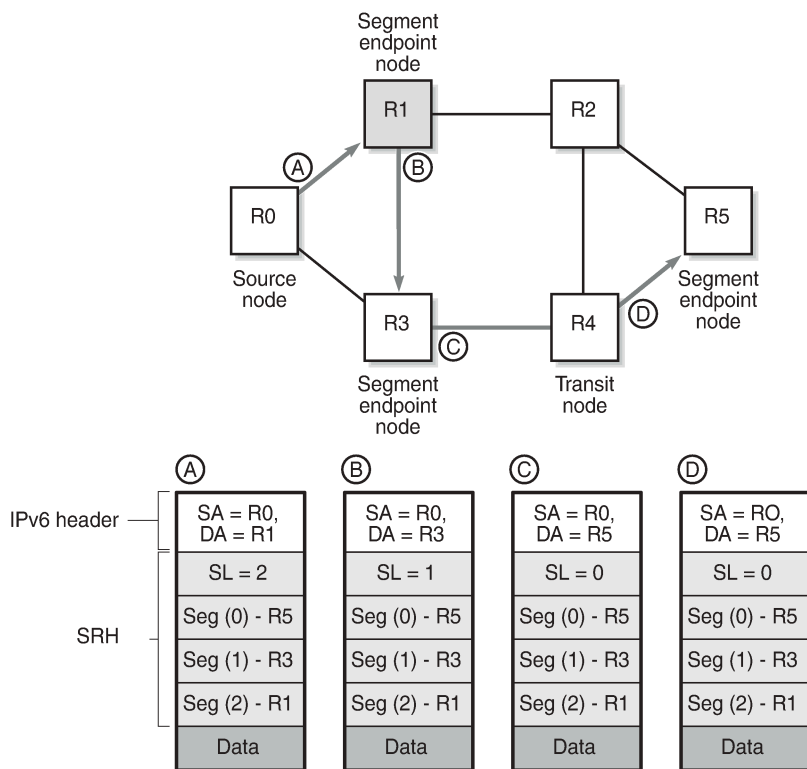 Segment
endpoint
node
R1
R2
A
B
R0
R5
Source
node
Segment
endpoint
node
R3
R4
C
D
Segment
endpoint
node
Transit
node
A
B
C
D
IPv6 header
SA = R0,
DA = R1
SA = R0,
DA = R3
SA = R0,
DA = R5
SA = RO,
DA = R5
SRH
SL = 2
SL = 1
SL = 0
SL = 0
Seg (0) - R5
Seg (0) - R5
Seg (0) - R5
Seg (0) - R5
Seg (1) - R3
Seg (1) - R3
Seg (1) - R3
Seg (1) - R3
Seg (2) - R1
Seg (2) - R1
Seg (2) - R1
Seg (2) - R1
Data
Data
Data
Data